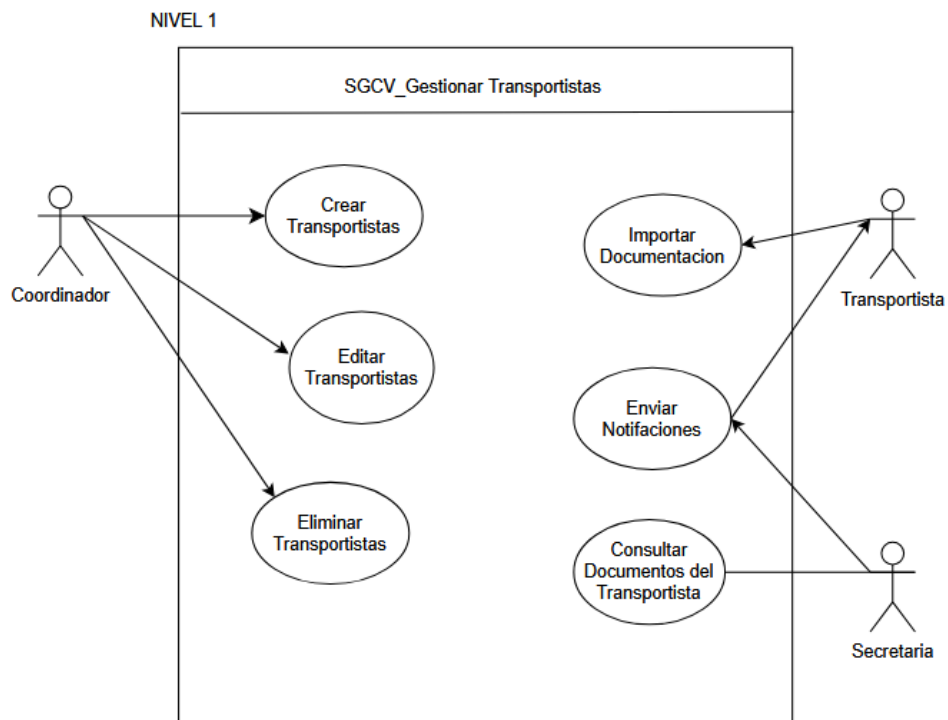 NIVEL 1
SGCV_Gestionar Transportistas
Crear
Transportistas
Importar
Documentacion
Coordinador
Transportista
Editar
Transportistas
Enviar
Notifaciones
Eliminar
Transportistas
Consultar
Documentos del
Transportista
Secretaria